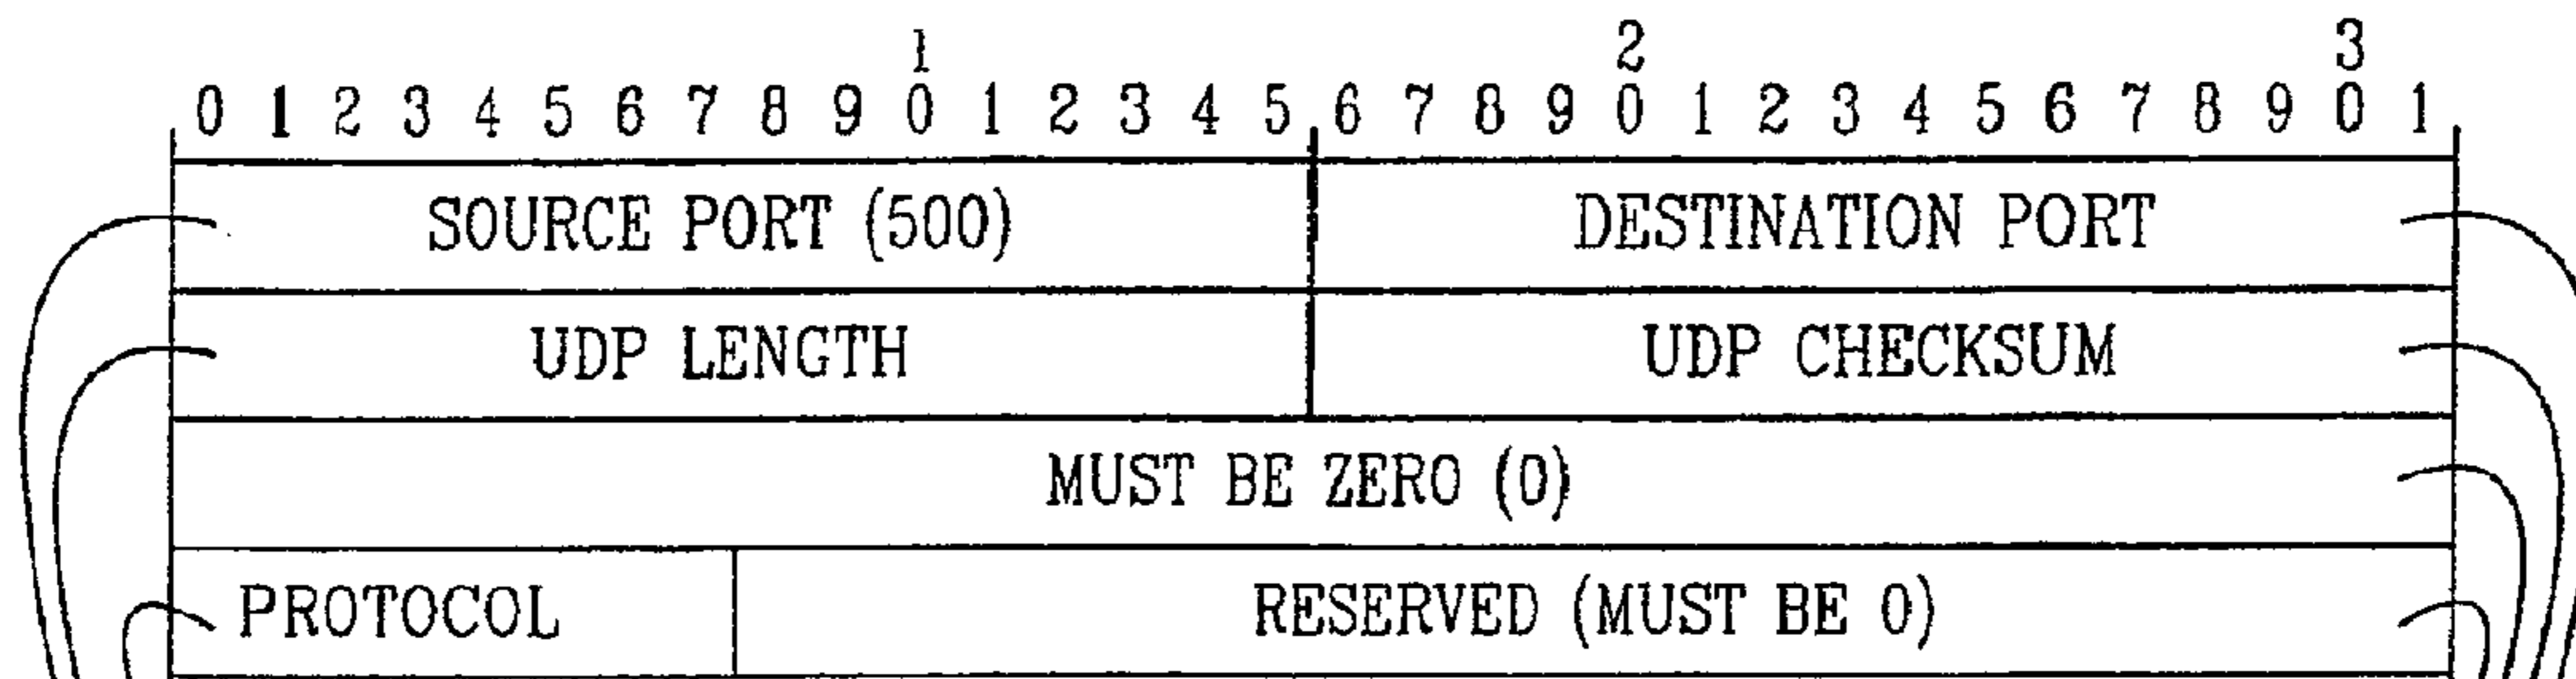 1 2 3
0 1 2 3 4 5 6 7 8 9 0 1 2 3 4 5 6 7 8 9 0 1 2 3 4 5 6 7 8 9 0 1
SOURCE PORT (500) DESTINATION PORT
UDP LENGTH UDP CHECKSUM
MUST BE ZERO (0)
PROTOCOL RESERVED (MUST BE 0)